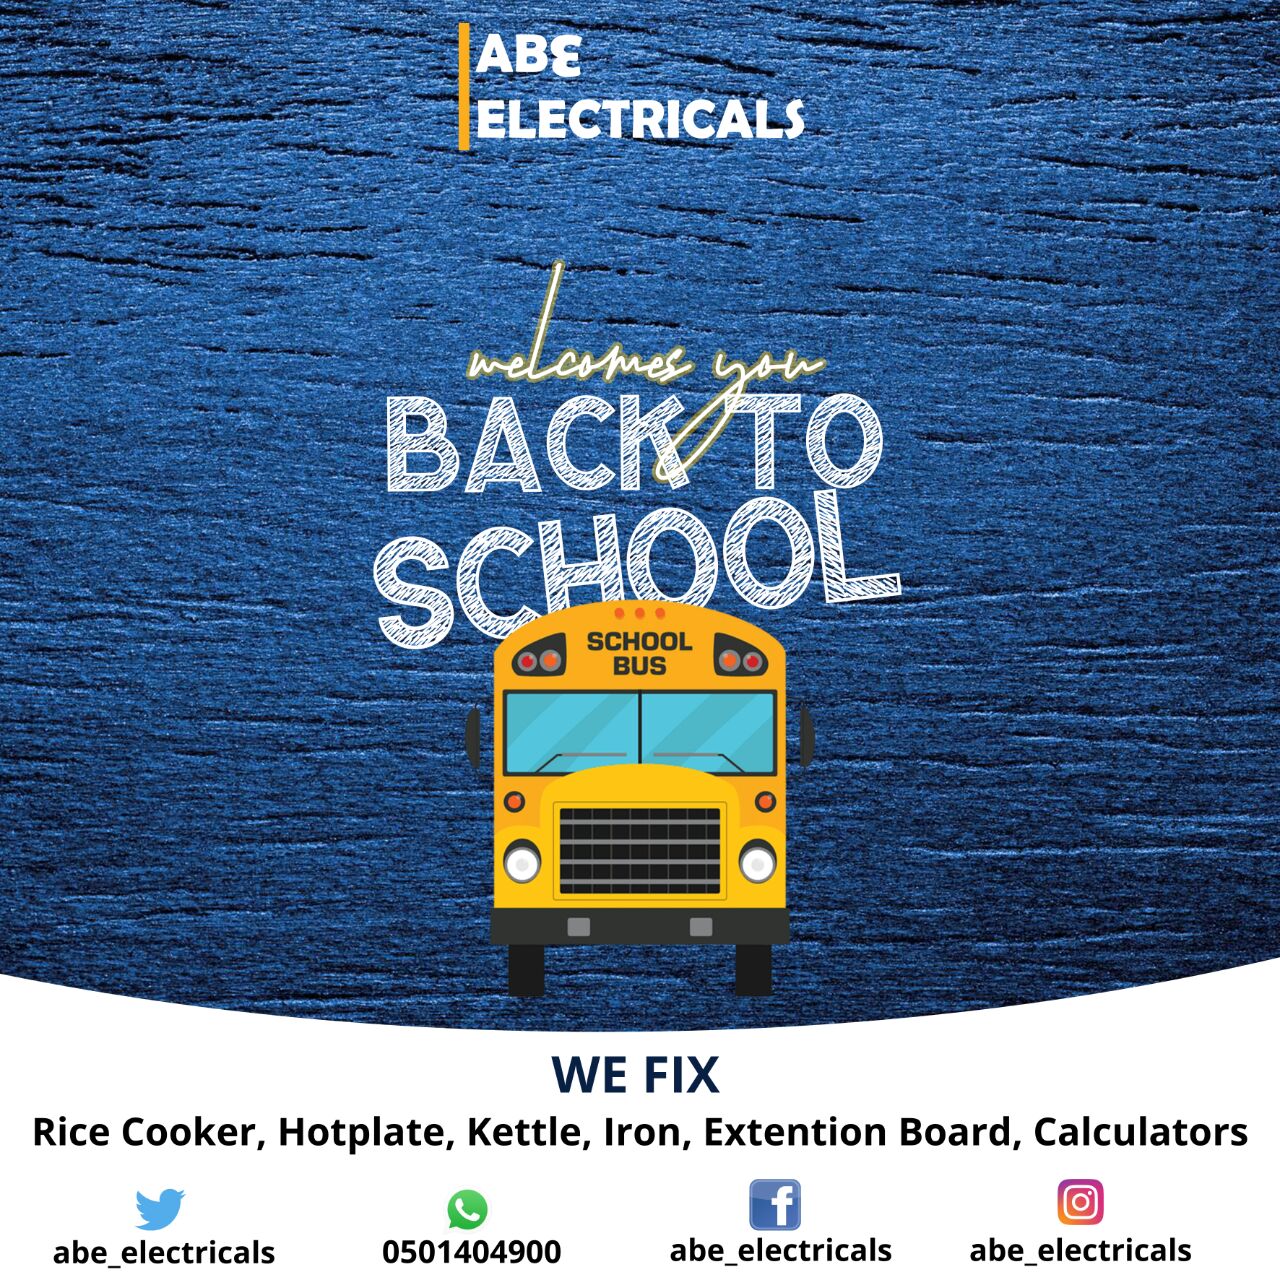 ABƐ
ELECTRICALS
welcomes you
BACK TO
SCHOOL
SCHOOL
BUS
WE FIX
Rice Cooker, Hotplate, Kettle, Iron, Extention Board, Calculators
abe_electricals
0501404900
abe_electricals
abe_electricals